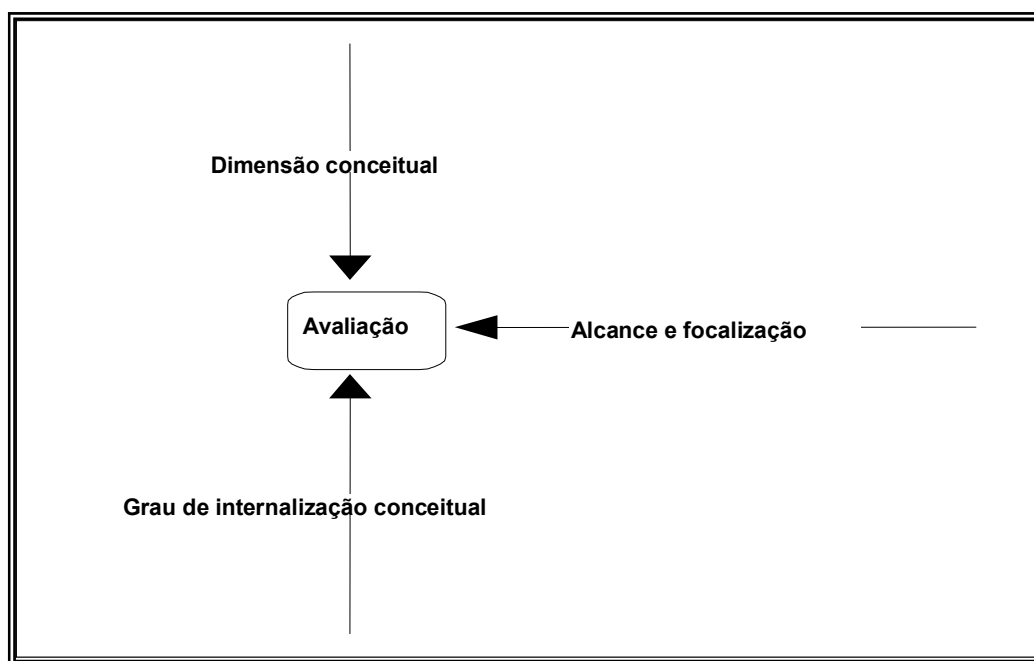 Dimensão conceitual
Avaliação
Alcance e focalização
Grau de internalização conceitual